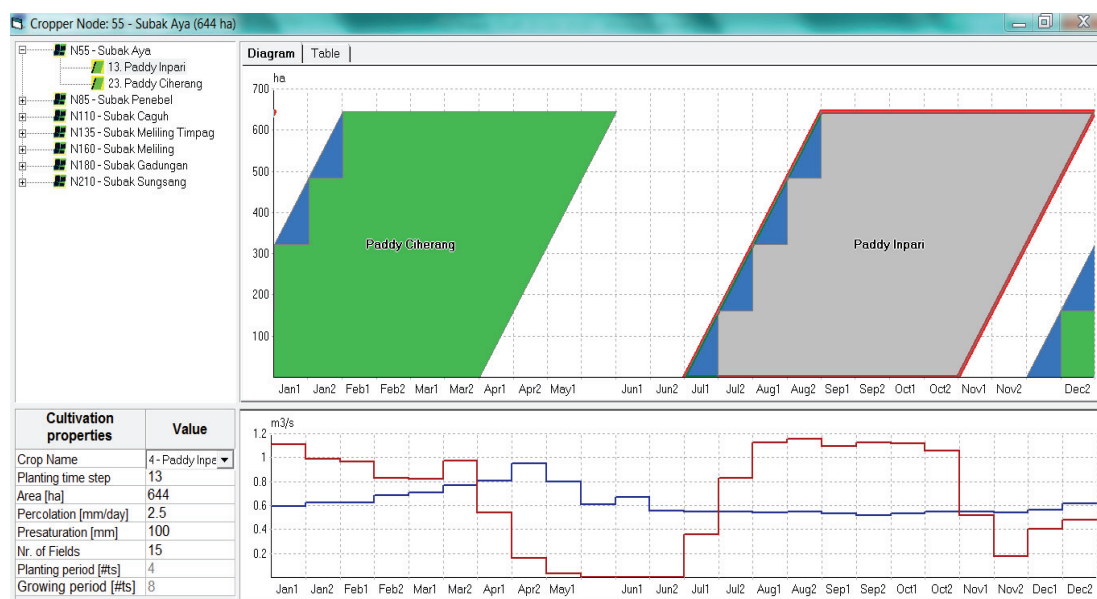 Cropper Node: 55 - Subak Aya (644 ha)
N55 - Subak Aya
13. Paddy Inpari
23. Paddy Ciherang
N85 - Subak Penebel
N110 - Subak Caguh
N135 - Subak Meliling Timpag
N160 - Subak Meliling
N180 - Subak Gadungan
N210 - Subak Sungsang
Diagram Table
ha
700
600
500
400
300
200
100
Paddy Ciherang
Paddy Inpari
Jan1 Jan2 Feb1 Feb2 Mar1 Mar2 Apr1 Apr2 May1 Jun1 Jun2 Jul1 Jul2 Aug1 Aug2 Sep1 Sep2 Oct1 Oct2 Nov1 Nov2 Dec2
Cultivation properties Value
Crop Name 4 - Paddy Inpe
Planting time step 13
Area [ha] 644
Percolation [mm/day] 2.5
Presaturation [mm] 100
Nr. of Fields 15
Planting period [#ts] 4
Growing period [#ts] 8
m3/s
1.2
1
0.8
0.6
0.4
0.2
Jan1 Jan2 Feb1 Feb2 Mar1 Mar2 Apr1 Apr2 May1 Jun1 Jun2 Jul1 Jul2 Aug1 Aug2 Sep1 Sep2 Oct1 Oct2 Nov1 Nov2 Dec1 Dec2